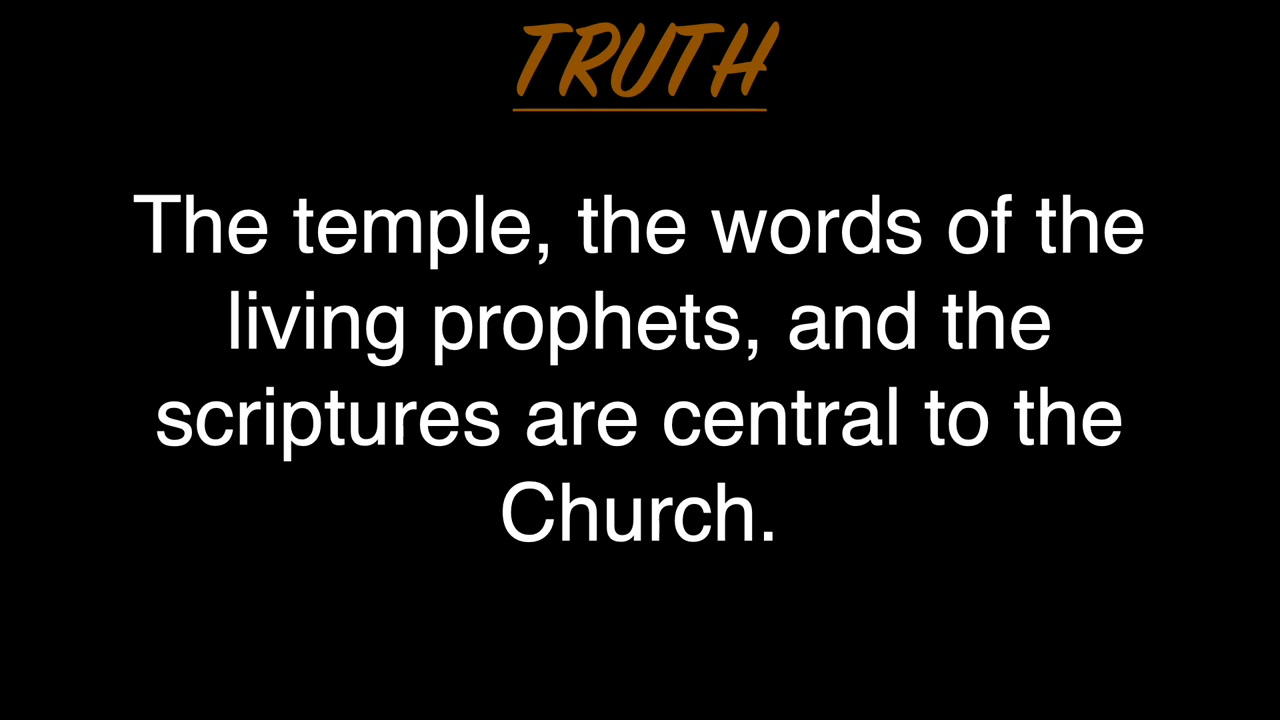 TRUTH
The temple, the words of the
living prophets, and the
scriptures are central to the
Church.